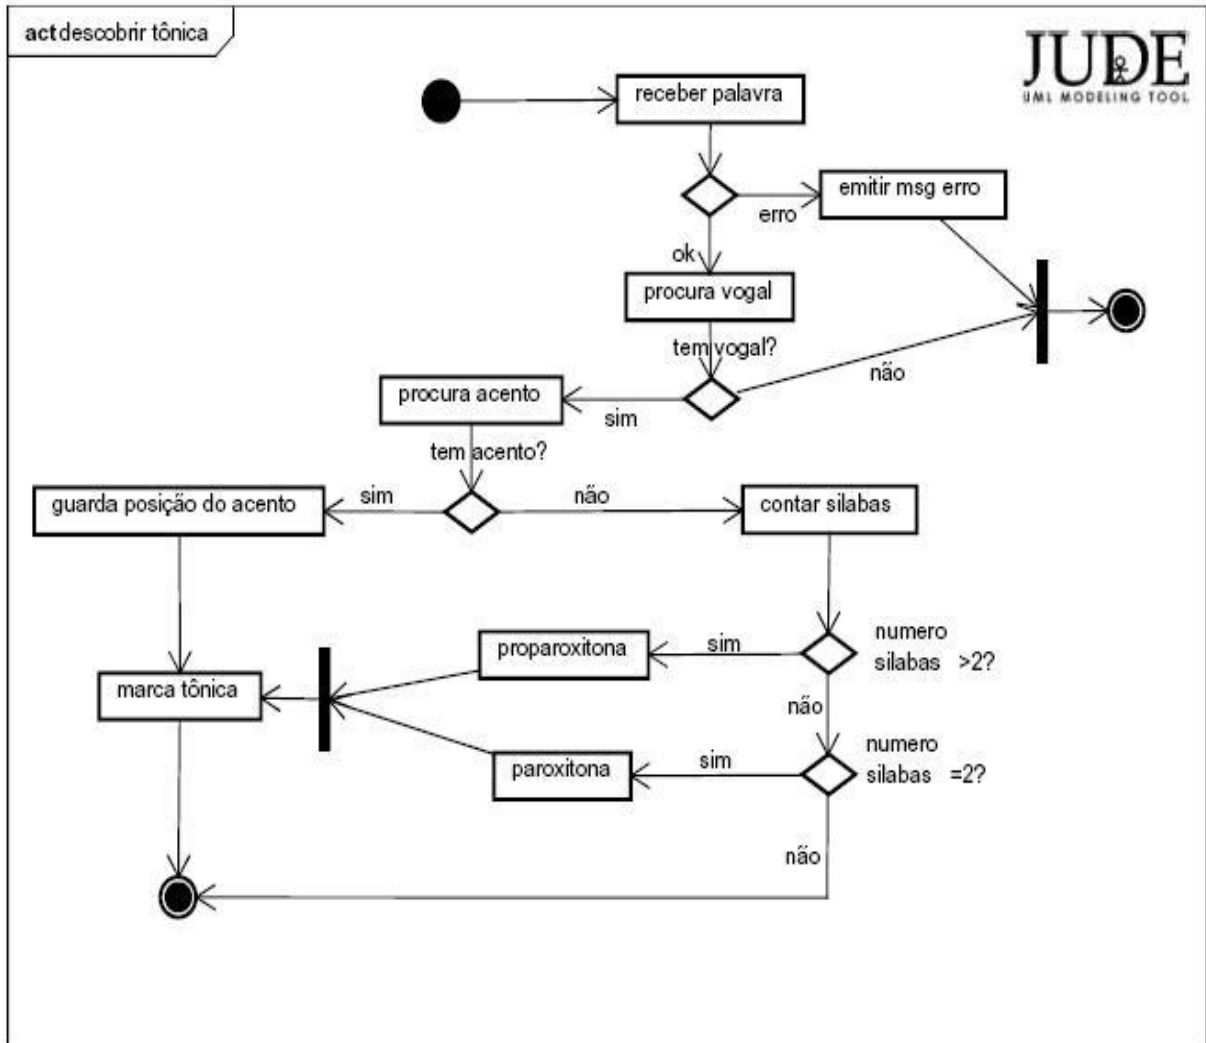 act descobrir tônica
JUDE
UML MODELING TOOL
receber palavra
emitir msg erro
erro
ok
procura vogal
tem vogal?
não
procura acento
sim
tem acento?
guarda posição do acento
sim
não
contar silabas
numero
silabas >2?
proparoxitona
sim
marca tônica
não
numero
silabas =2?
paroxitona
sim
não